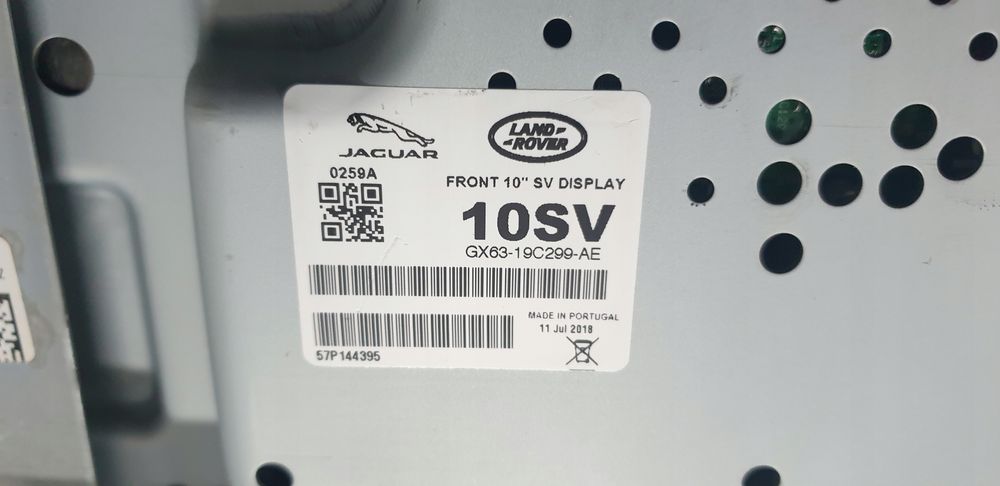 JAGUAR
LAND
ROVER
0259A
FRONT 10" SV DISPLAY
10SV
GX63-19C299-AE
MADE IN PORTUGAL
11 Jul 2018
57P144395